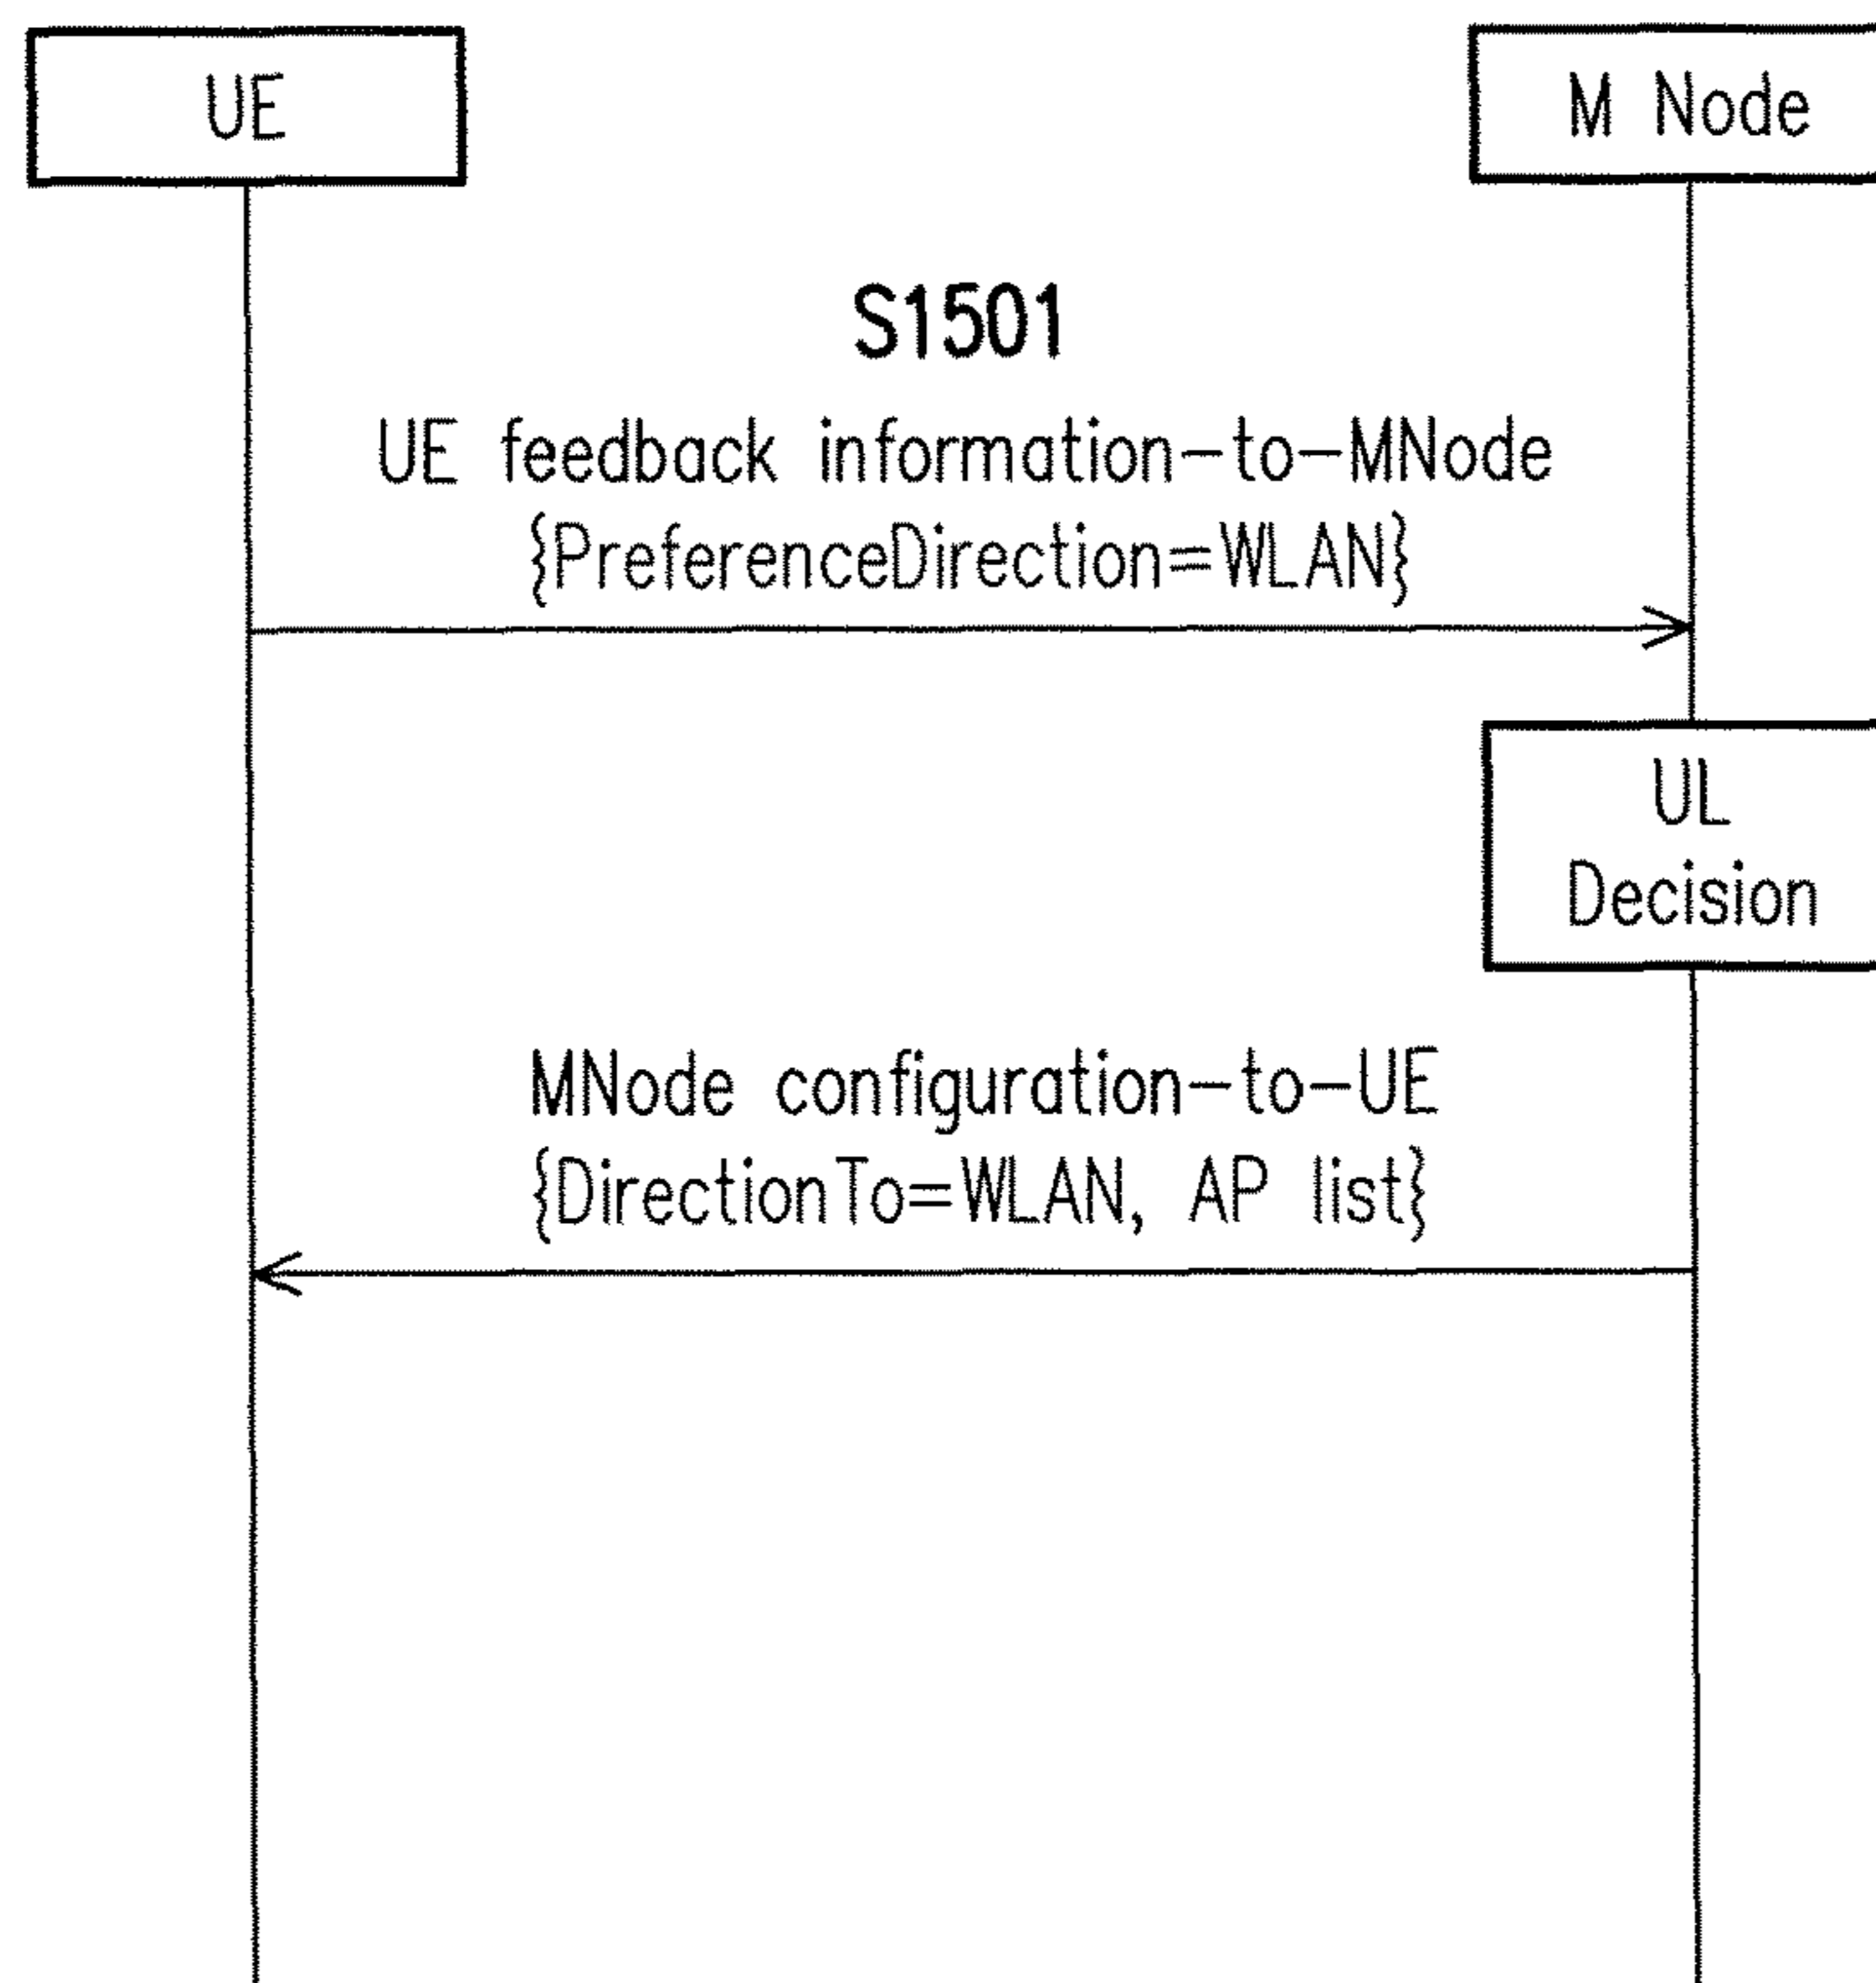 UE
M Node
S1501
UE feedback information-to-MNode
{PreferenceDirection=WLAN}
UL
Decision
MNode configuration-to-UE
{DirectionTo=WLAN, AP list}